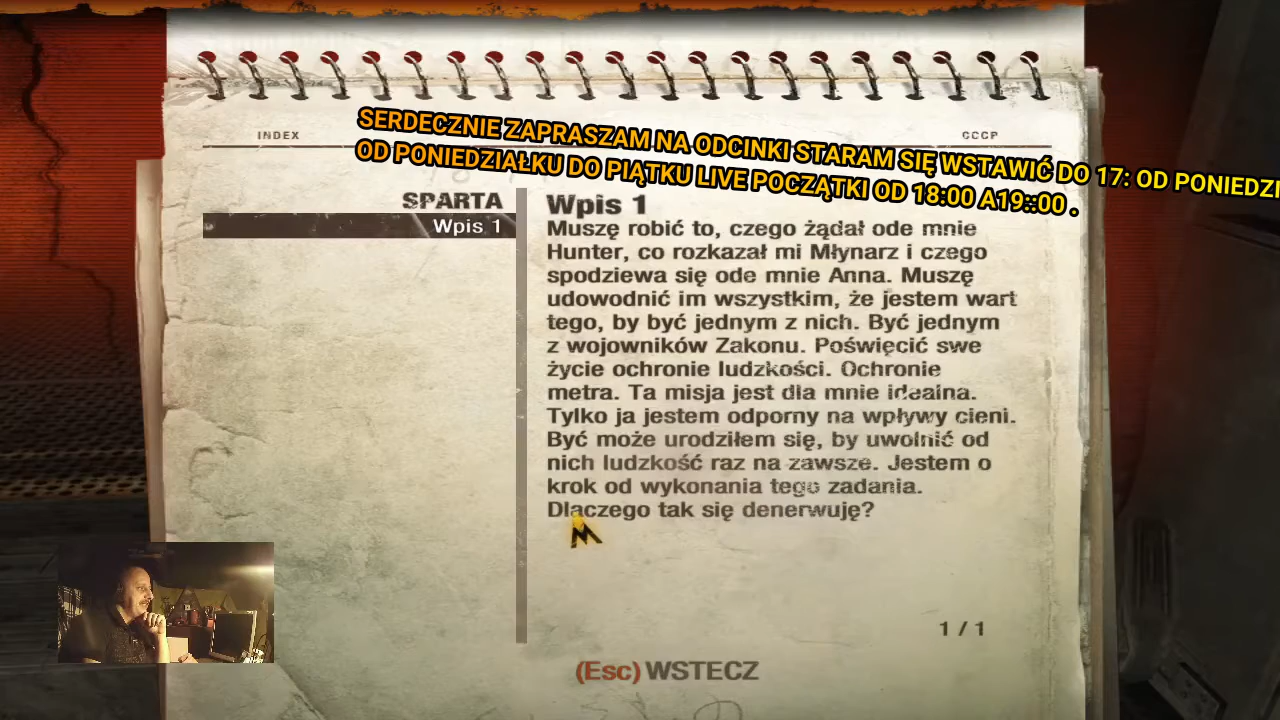 INDEX
CCCP
SERDECZNIE ZAPRASZAM NA ODCINKI STARAM SIĘ WSTAWIĆ DO 17: OD PONIEDZI
OD PONIEDZIAŁKU DO PIĄTKU LIVE POCZĄTKI OD 18:00 A19::00 .
SPARTA
Wpis 1
Wpis 1
Muszę robić to, czego żądał ode mnie
Hunter, co rozkazał mi Młynarz i czego
spodziewa się ode mnie Anna. Muszę
udowodnić im wszystkim, że jestem wart
tego, by być jednym z nich. Być jednym
z wojowników Zakonu. Poświęcić swe
życie ochronie ludzkości. Ochronie
metra. Ta misja jest dla mnie idealna.
Tylko ja jestem odporny na wpływy cieni.
Być może urodziłem się, by uwolnić od
nich ludzkość raz na zawsze. Jestem o
krok od wykonania tego zadania.
Dlaczego tak się denerwuję?
1 / 1
(Esc) WSTECZ